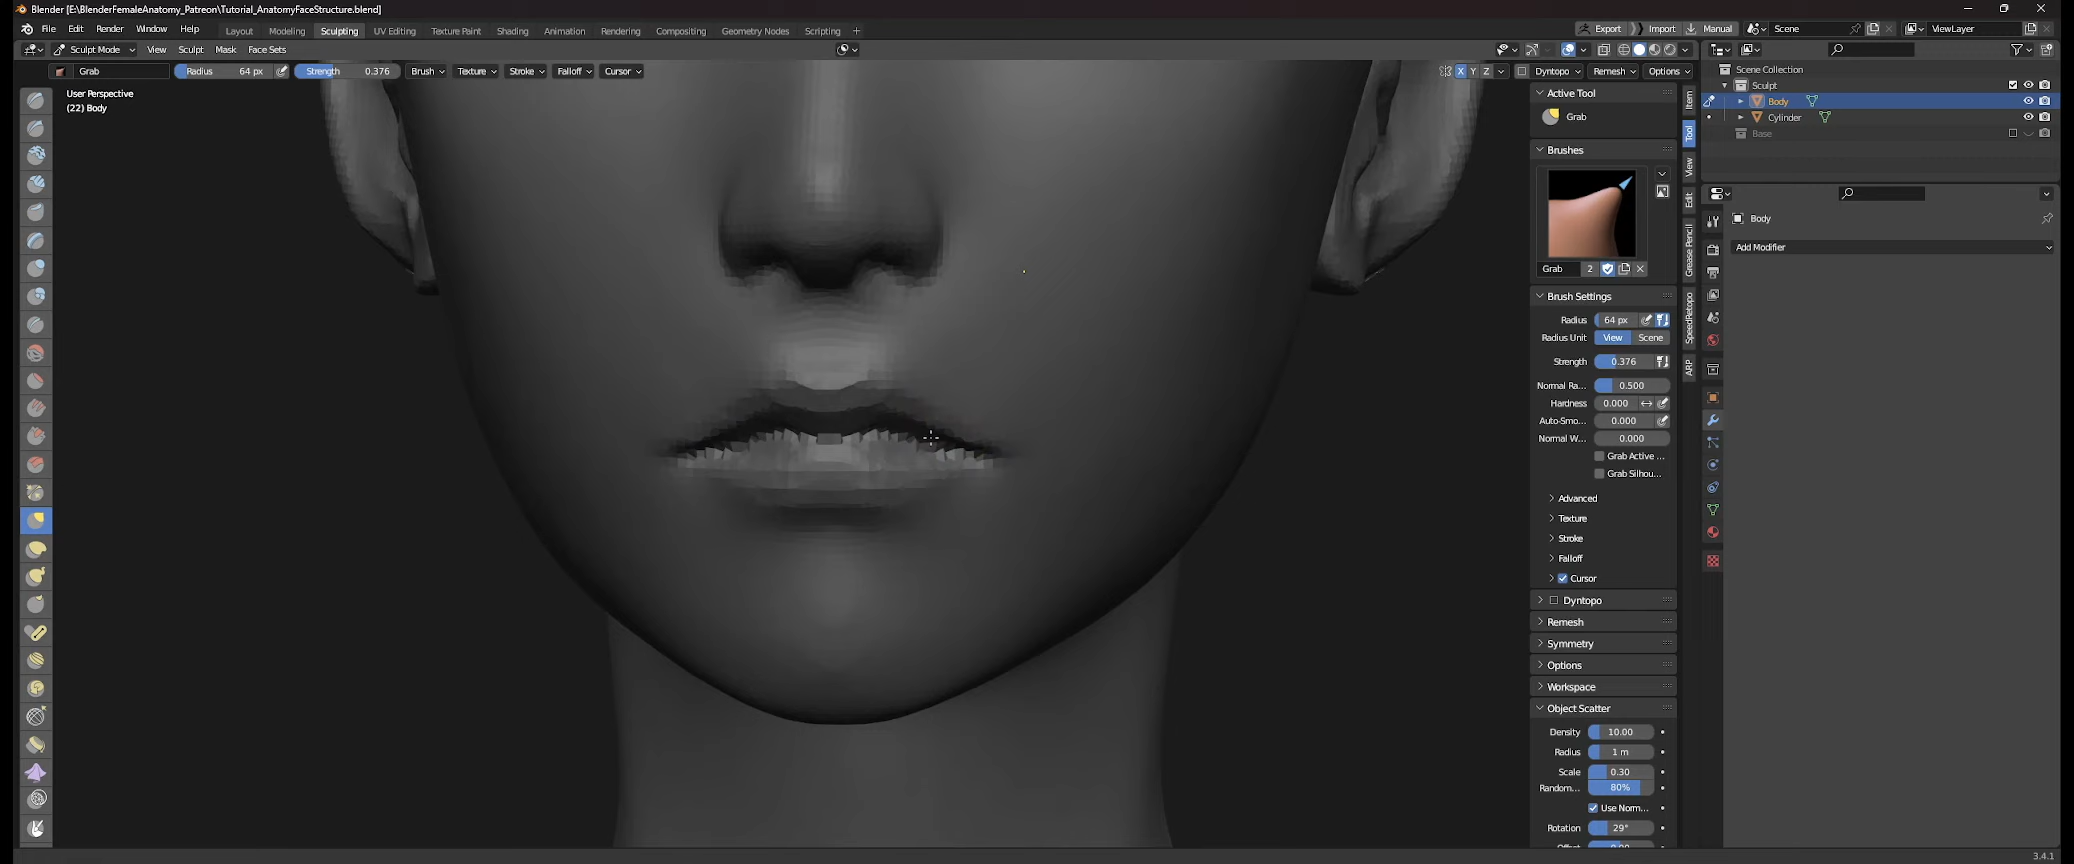 Blender [E:\BlenderFemaleAnatomy_Patreon\Tutorial_AnatomyFaceStructure.blend]
File Edit Render Window Help Layout Modeling Sculpting UV Editing Texture Paint Shading Animation Rendering Compositing Geometry Nodes Scripting + Export Import Manual Scene ViewLayer
Sculpt Mode View Sculpt Mask Face Sets
Grab Radius 64 px Strength 0.376 Brush Texture Stroke Falloff Cursor X Y Z Dyntopo Remesh Options
User Perspective
(22) Body
Active Tool
Grab
Brushes
Grab 2
Brush Settings
Radius 64 px
Radius Unit View Scene
Strength 0.376
Normal Ra... 0.500
Hardness 0.000
Auto-Smo... 0.000
Normal W... 0.000
Grab Active ...
Grab Silhou...
Advanced
Texture
Stroke
Falloff
Cursor
Dyntopo
Remesh
Symmetry
Options
Workspace
Object Scatter
Density 10.00
Radius 1 m
Scale 0.30
Random... 80%
Use Norm...
Rotation 29°
Item
Tool
View
Edit
Grease Pencil
SpeedRetopo
ARP
Scene Collection
Sculpt
Body
Cylinder
Base
Body
Add Modifier
3.4.1